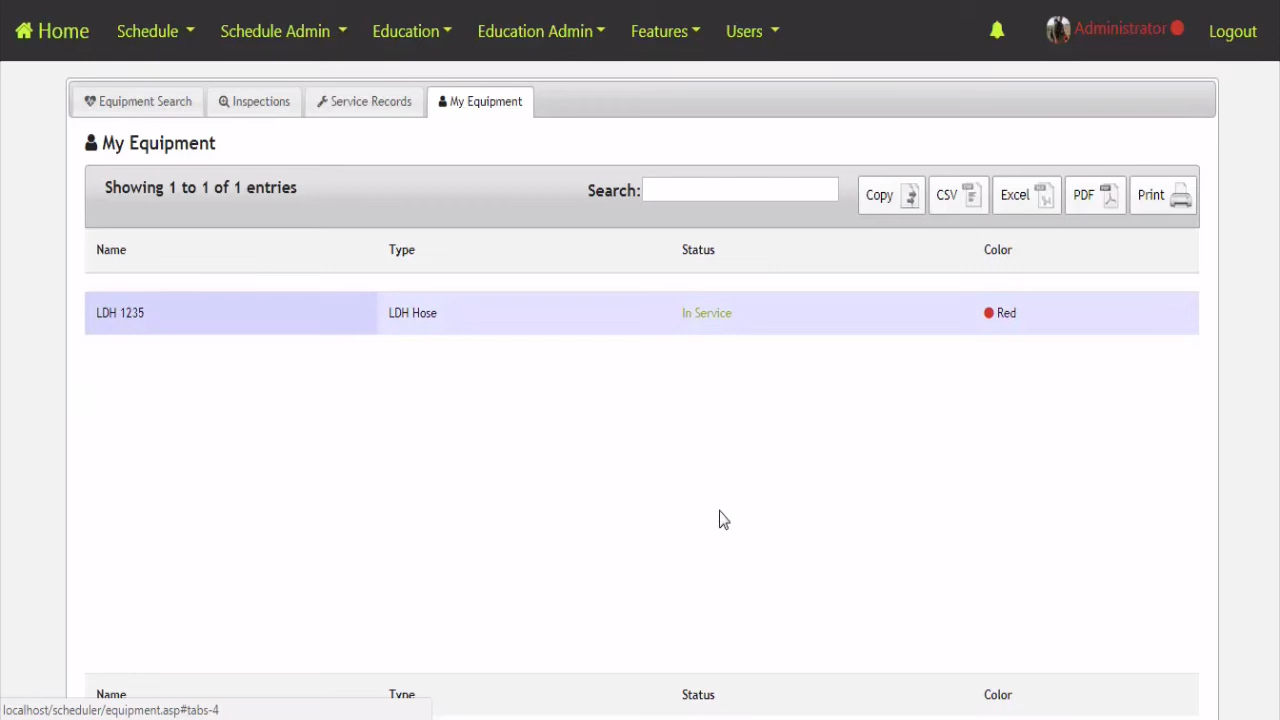 Home Schedule Schedule Admin Education Education Admin Features Users Administrator Logout
Equipment Search Inspections Service Records My Equipment
My Equipment
Showing 1 to 1 of 1 entries Search: Copy CSV Excel PDF Print
Name Type Status Color
LDH 1235 LDH Hose In Service Red
Name Type Status Color
localhost/scheduler/equipment.asp#tabs-4